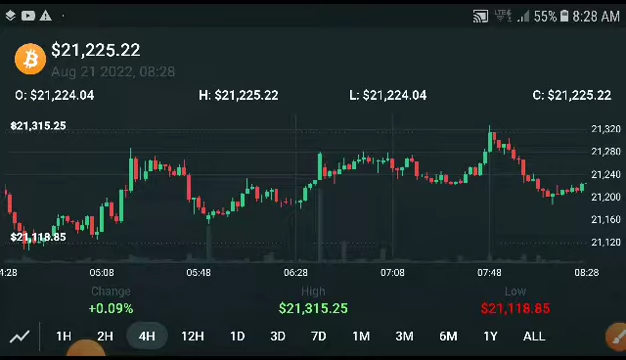 LTE 55% 8:28 AM
$21,225.22
Aug 21 2022, 08:28
O: $21,224.04 H: $21,225.22 L: $21,224.04 C: $21,225.22
$21,315.25
21,320
21,280
21,240
21,200
21,160
$21,118.85
21,120
4:28 05:08 05:48 06:28 07:08 07:48 08:28
Change High Low
+0.09% $21,315.25 $21,118.85
1H 2H 4H 12H 1D 3D 7D 1M 3M 6M 1Y ALL